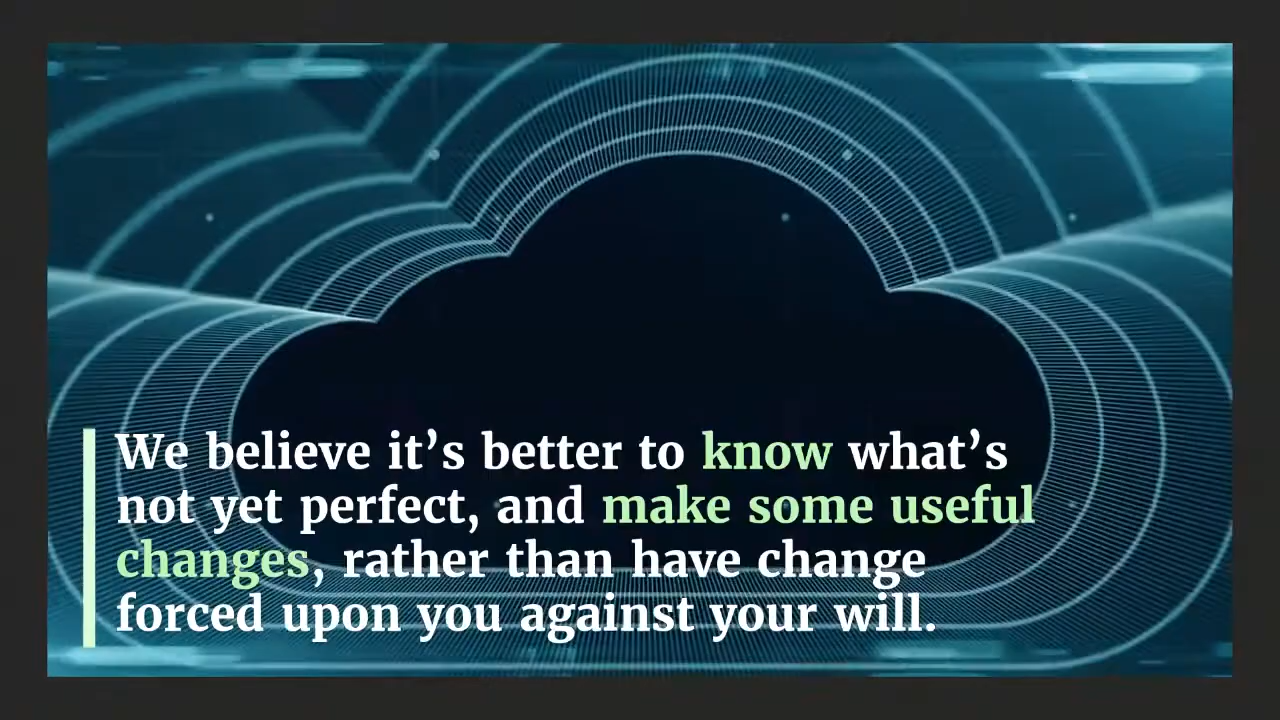 We believe it’s better to know what’s
not yet perfect, and make some useful
changes, rather than have change
forced upon you against your will.